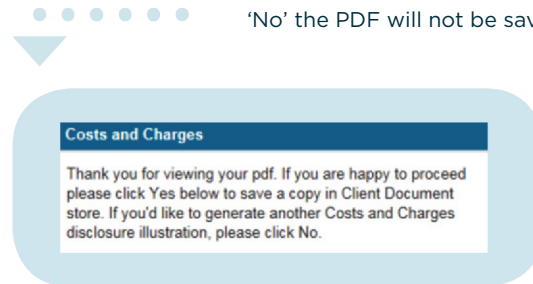 ‘No’ the PDF will not be
Costs and Charges
Thank you for viewing your pdf. If you are happy to proceed
please click Yes below to save a copy in Client Document
store. If you'd like to generate another Costs and Charges
disclosure illustration, please click No.